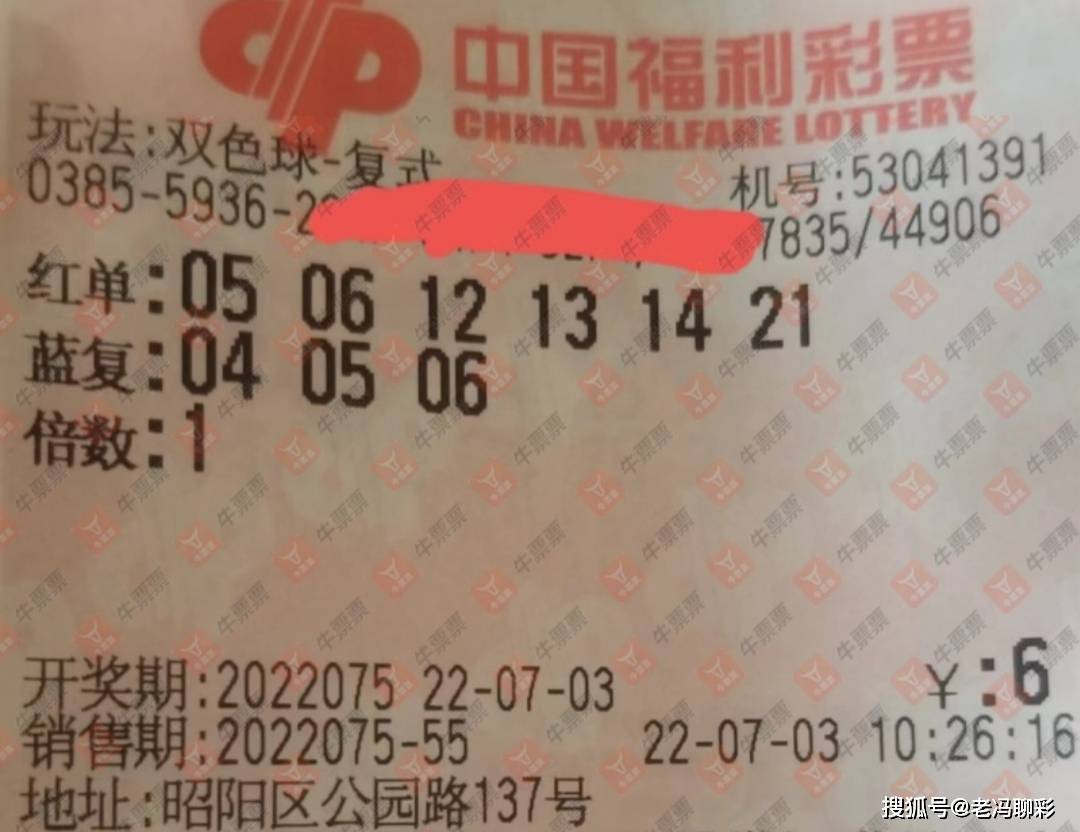 中国福利彩票
CHINA WELFARE LOTTERY
玩法:双色球-复式
机号:53041391
0385-5936-2
7835/44906
红单:05 06 12 13 14 21
蓝复:04 05 06
倍数:1
开奖期:2022075 22-07-03
¥:6
销售期:2022075-55 22-07-03 10:26:16
地址:昭阳区公园路137号
牛票票
搜狐号@老冯聊彩